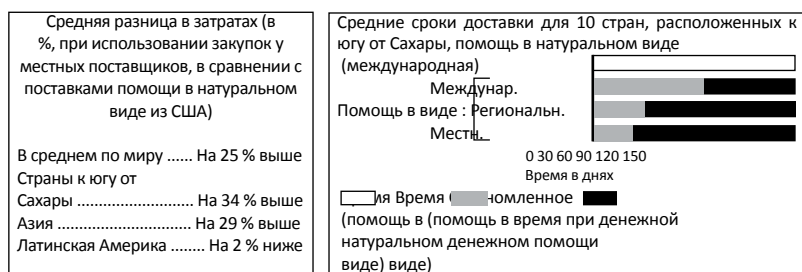 Средняя разница в затратах (в
%, при использовании закупок у
местных поставщиков, в сравнении с
поставками помощи в натуральном
виде из США)
В среднем по миру ...... На 25 % выше
Страны к югу от
Сахары ............................ На 34 % выше
Азия ................................. На 29 % выше
Латинская Америка ........ На 2 % ниже
Средние сроки доставки для 10 стран, расположенных к
югу от Сахары, помощь в натуральном виде
(международная)
Междунар.
Помощь в виде : Региональн.
Местн.
0 30 60 90 120 150
Время в днях
Время номленное
(помощь в (помощь в время при денежной
натуральном денежном помощи
виде) виде)